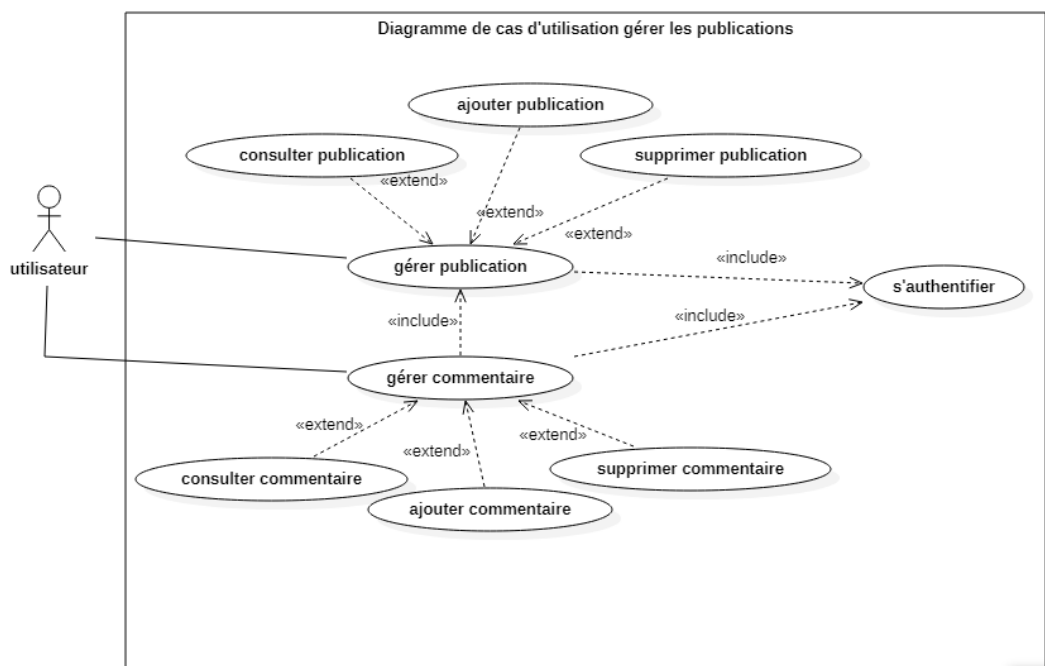 Diagramme de cas d'utilisation gérer les publications
ajouter publication
consulter publication
supprimer publication
«extend»
«extend»
«extend»
utilisateur
gérer publication
«include»
s'authentifier
«include»
«include»
gérer commentaire
«extend»
«extend»
«extend»
consulter commentaire
supprimer commentaire
ajouter commentaire